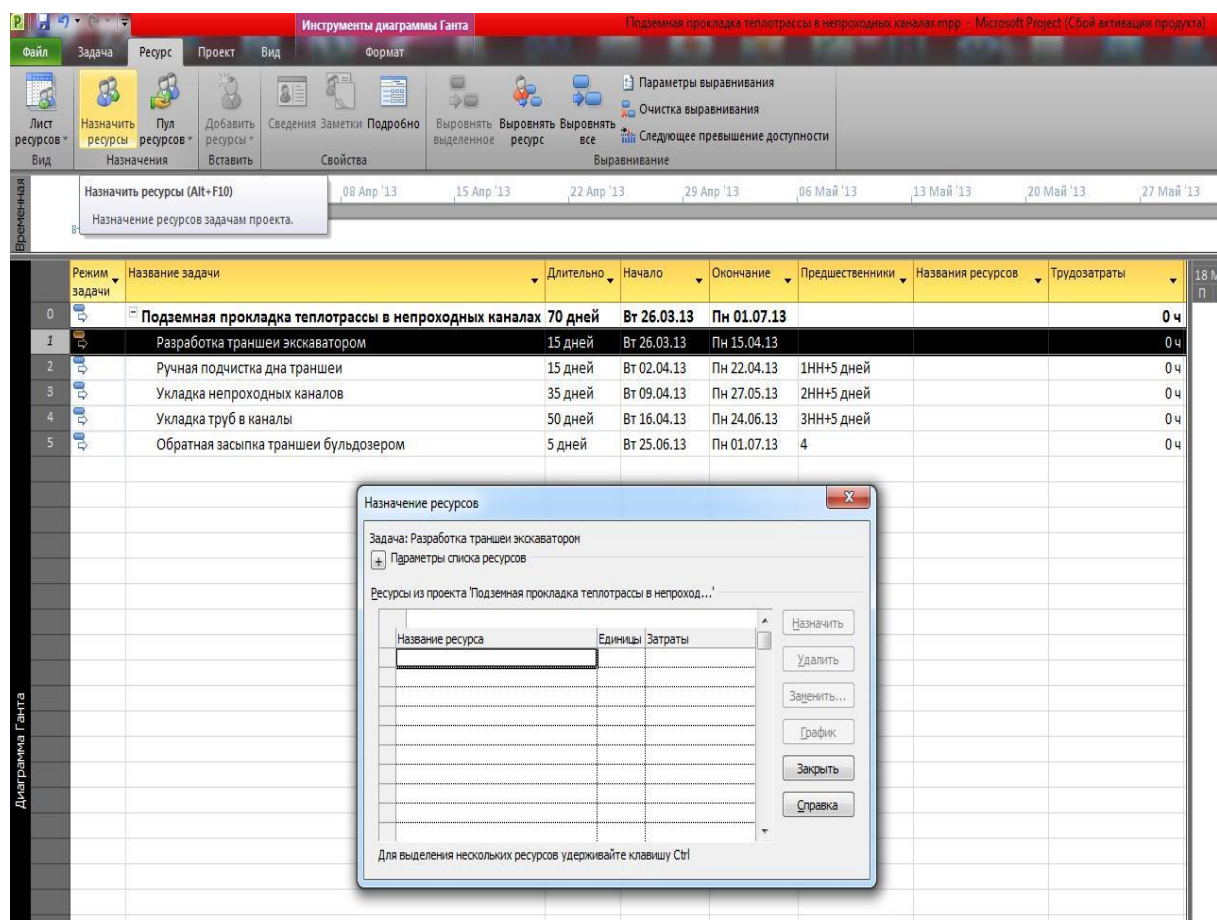 Инструменты диаграммы Ганта
Подземная прокладка теплотрассы в непроходных каналах.mpp - Microsoft Project (Сбой активации продукта)
Файл Задача Ресурс Проект Вид Формат
Лист ресурсов
Назначить ресурсы
Пул ресурсов
Добавить ресурсы
Сведения Заметки Подробно
Выровнять выделенное
Выровнять ресурс
Выровнять все
Параметры выравнивания
Очистка выравнивания
Следующее превышение доступности
Вид Назначения Вставить Свойства Выравнивание
Назначить ресурсы (Alt+F10)
Назначение ресурсов задачам проекта.
Временная
08 Апр '13 15 Апр '13 22 Апр '13 29 Апр '13 06 Май '13 13 Май '13 20 Май '13 27 Май '13
Режим задачи Название задачи Длительно Начало Окончание Предшественники Названия ресурсов Трудозатраты
18 М
П
0 Подземная прокладка теплотрассы в непроходных каналах 70 дней Вт 26.03.13 Пн 01.07.13 0 ч
1 Разработка траншеи экскаватором 15 дней Вт 26.03.13 Пн 15.04.13 0 ч
2 Ручная подчистка дна траншеи 15 дней Вт 02.04.13 Пн 22.04.13 1НН+5 дней 0 ч
3 Укладка непроходных каналов 35 дней Вт 09.04.13 Пн 27.05.13 2НН+5 дней 0 ч
4 Укладка труб в каналы 50 дней Вт 16.04.13 Пн 24.06.13 3НН+5 дней 0 ч
5 Обратная засыпка траншеи бульдозером 5 дней Вт 25.06.13 Пн 01.07.13 4 0 ч
Диаграмма Ганта
Назначение ресурсов
Задача: Разработка траншеи экскаватором
+ Параметры списка ресурсов
Ресурсы из проекта 'Подземная прокладка теплотрассы в непроход...'
Название ресурса Единицы Затраты
Назначить
Удалить
Заменить...
График
Закрыть
Справка
Для выделения нескольких ресурсов удерживайте клавишу Ctrl